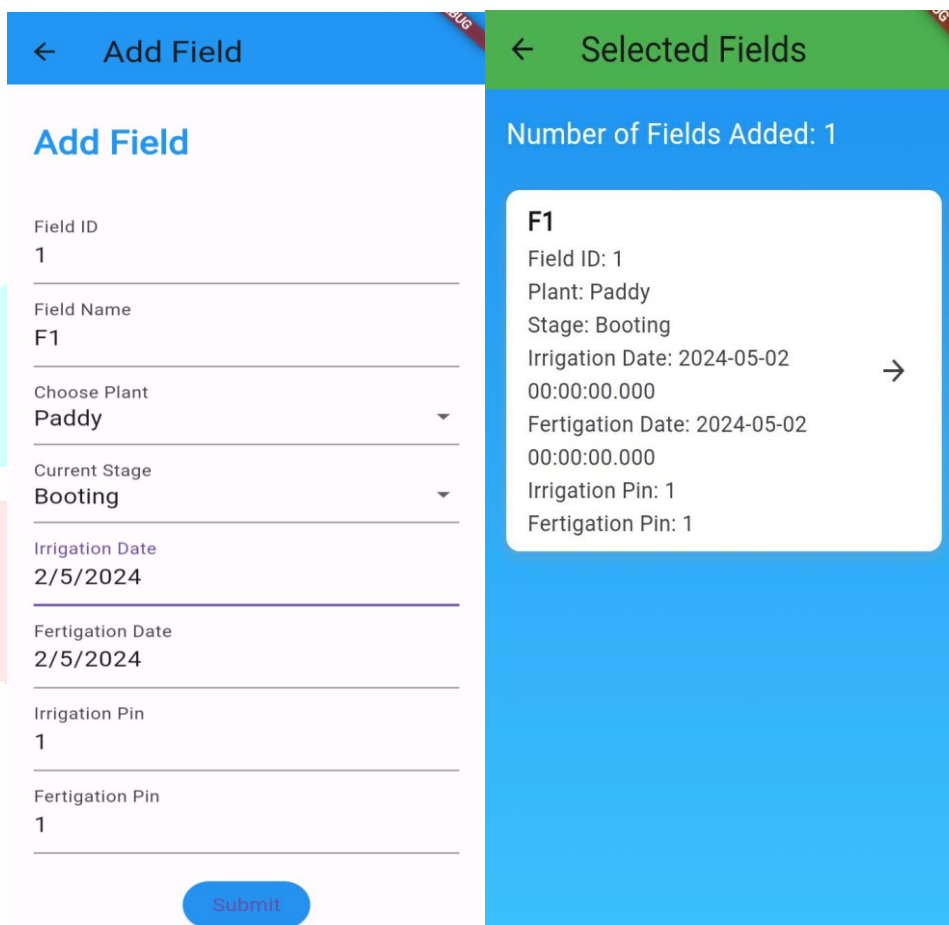 Add Field
Add Field
Field ID
1
Field Name
F1
Choose Plant
Paddy
Current Stage
Booting
Irrigation Date
2/5/2024
Fertigation Date
2/5/2024
Irrigation Pin
1
Fertigation Pin
1
Submit
Selected Fields
Number of Fields Added: 1
F1
Field ID: 1
Plant: Paddy
Stage: Booting
Irrigation Date: 2024-05-02
00:00:00.000
Fertigation Date: 2024-05-02
00:00:00.000
Irrigation Pin: 1
Fertigation Pin: 1